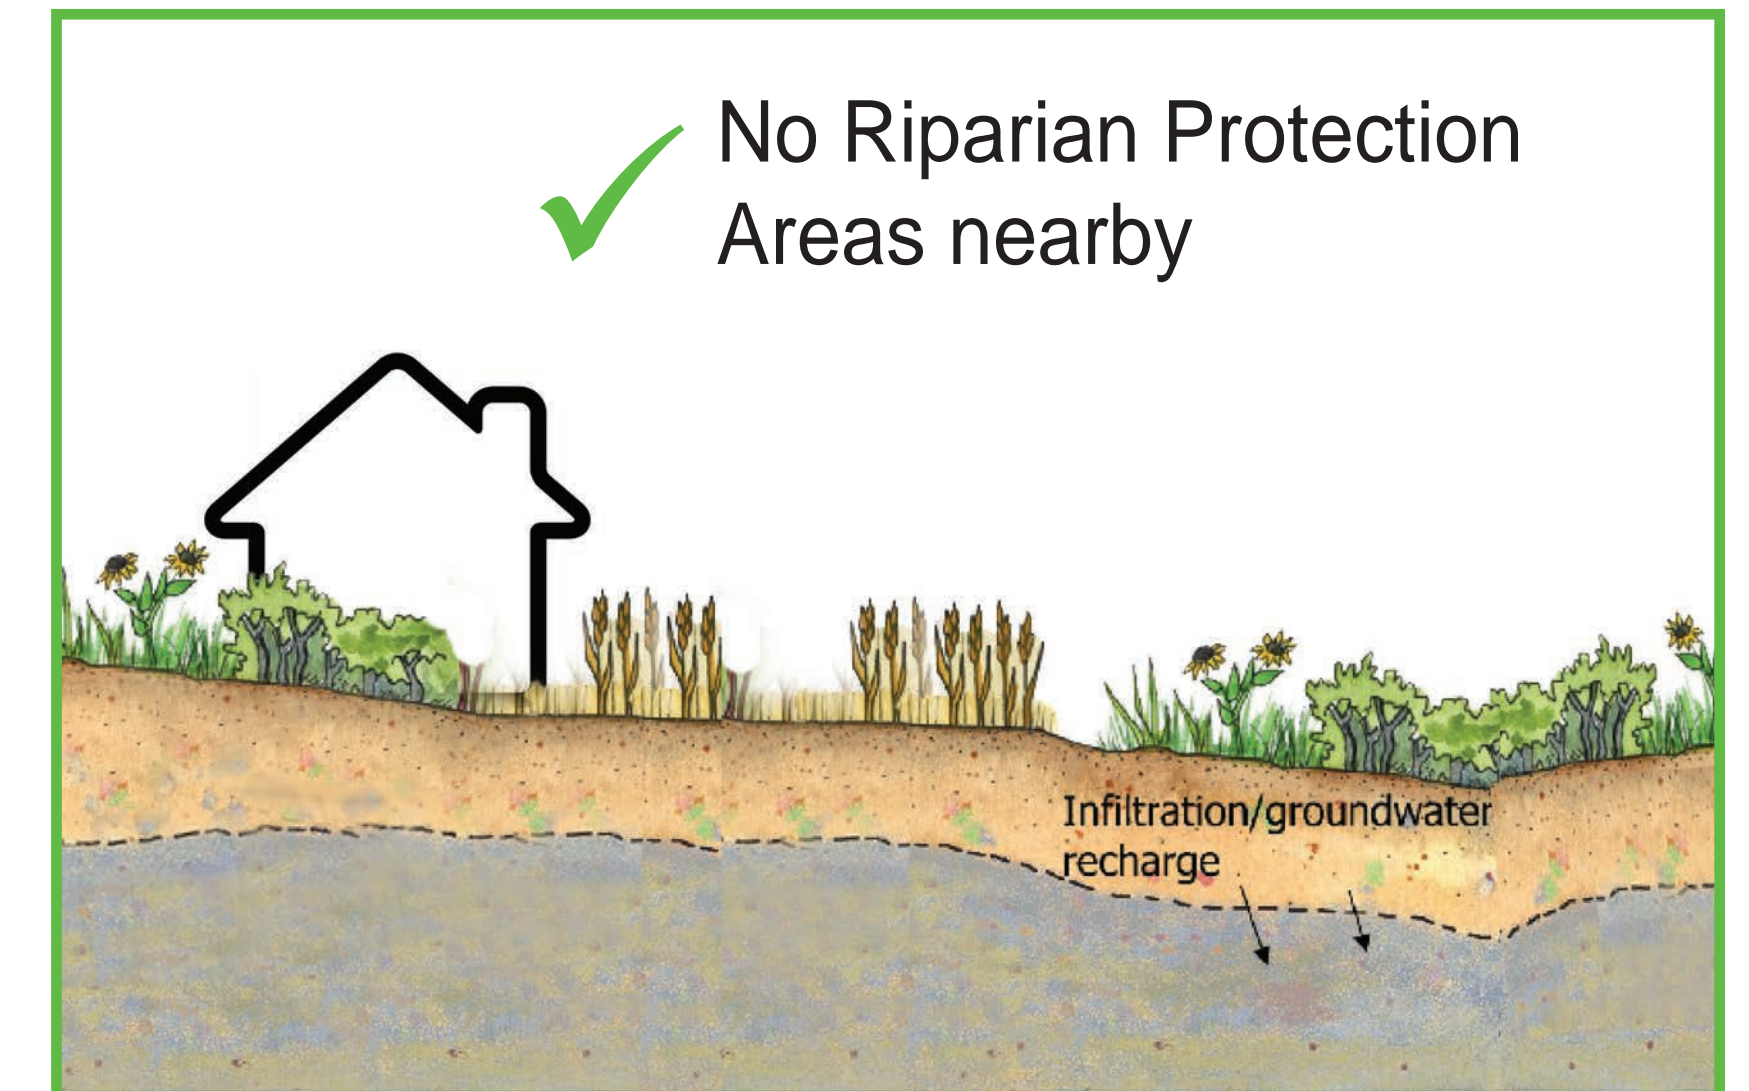 No Riparian Protection
Areas nearby
Infiltration/groundwater
recharge